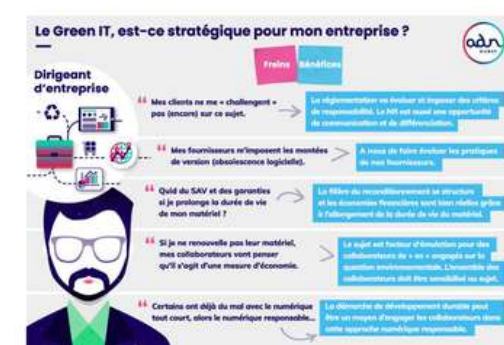 Le Green IT, est-ce stratégique pour mon entreprise ?
adn
OUEST
Freins
Bénéfices
Dirigeant
d'entreprise
“ Mes clients ne me « challengent »
pas (encore) sur ce sujet.
La réglementation va évoluer et imposer des critères
de responsabilité. Le NR est aussi une opportunité
de communication et de différenciation.
“ Mes fournisseurs m'imposent les montées
de version (obsolescence logicielle).
A nous de faire évoluer les pratiques
de nos fournisseurs.
“ Quid du SAV et des garanties
si je prolonge la durée de vie
de mon matériel ?
La filière du reconditionnement se structure
et les économies financières sont bien réelles grâce
à l'allongement de la durée de vie du matériel.
“ Si je ne renouvelle pas leur matériel,
mes collaborateurs vont penser
qu'il s'agit d'une mesure d'économie.
Le sujet est facteur d'émulation pour des
collaborateurs de + en + engagés sur la
question environnementale. L'ensemble des
collaborateurs doit être sensibilisé au sujet.
“ Certains ont déjà du mal avec le numérique
tout court, alors le numérique responsable...
La démarche de développement durable peut
être un moyen d'engager les collaborateurs dans
cette approche numérique responsable.